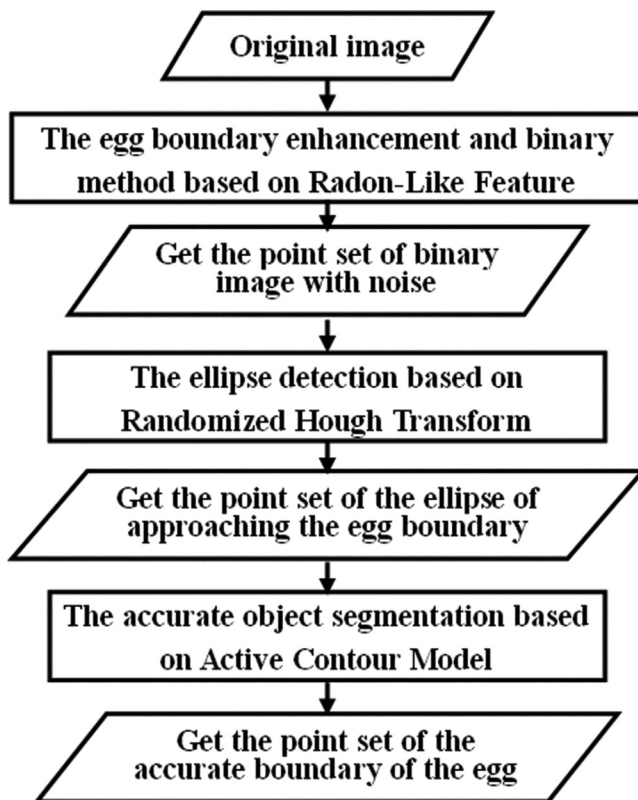 Original image
The egg boundary enhancement and binary
method based on Radon-Like Feature
Get the point set of binary
image with noise
The ellipse detection based on
Randomized Hough Transform
Get the point set of the ellipse of
approaching the egg boundary
The accurate object segmentation based
on Active Contour Model
Get the point set of the
accurate boundary of the egg